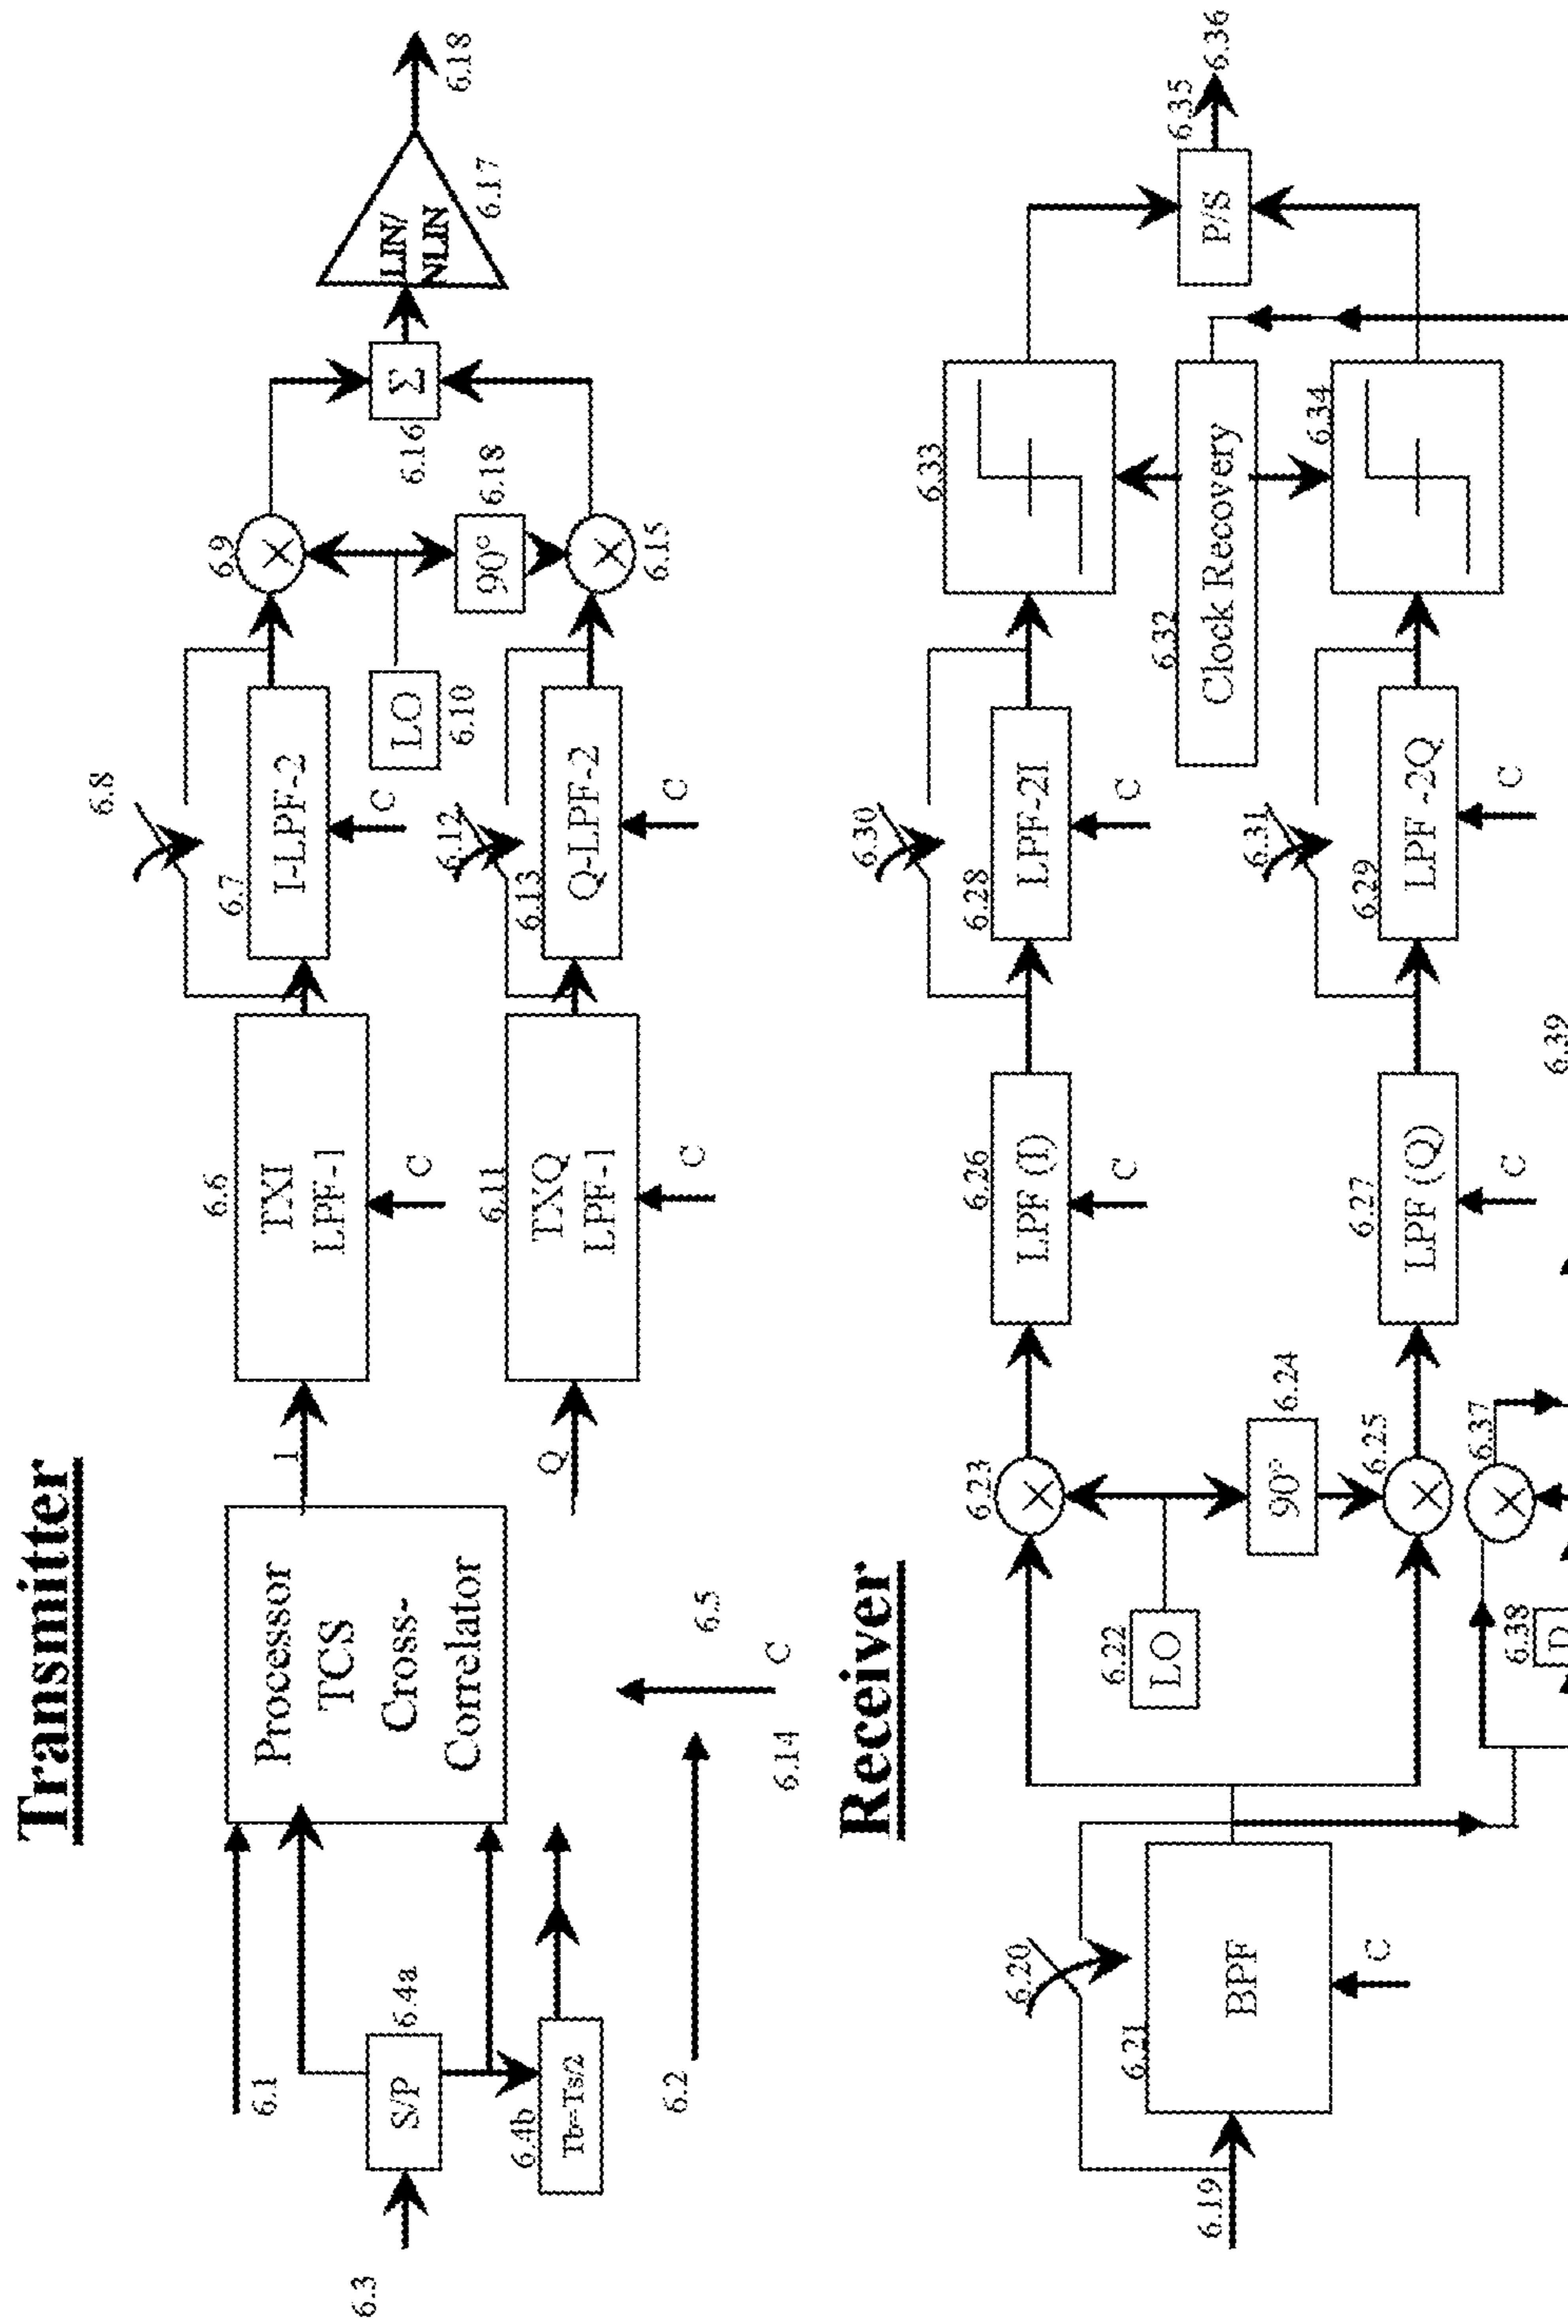 Transmitter
6.1
6.3
S/P
6.4a
6.4b
Tb=Ts/2
6.2
Processor
TCS
Cross-
Correlator
6.5
C
6.14
I
Q
6.6
TXI
LPF-1
C
6.11
TXQ
LPF-1
C
6.8
6.7
I-LPF-2
C
6.12
6.13
Q-LPF-2
C
LO
6.10
6.9
90°
6.18
6.15
Σ
6.16
LIN/
NLIN
6.17
6.18
Receiver
6.19
6.20
6.21
BPF
C
6.22
LO
6.23
90°
6.24
6.25
6.37
6.38
D
6.26
LPF (I)
C
6.27
LPF (Q)
C
6.39
6.30
6.28
LPF-2I
C
6.31
6.29
LPF -2Q
C
6.32
Clock Recovery
6.33
6.34
P/S
6.35
6.36